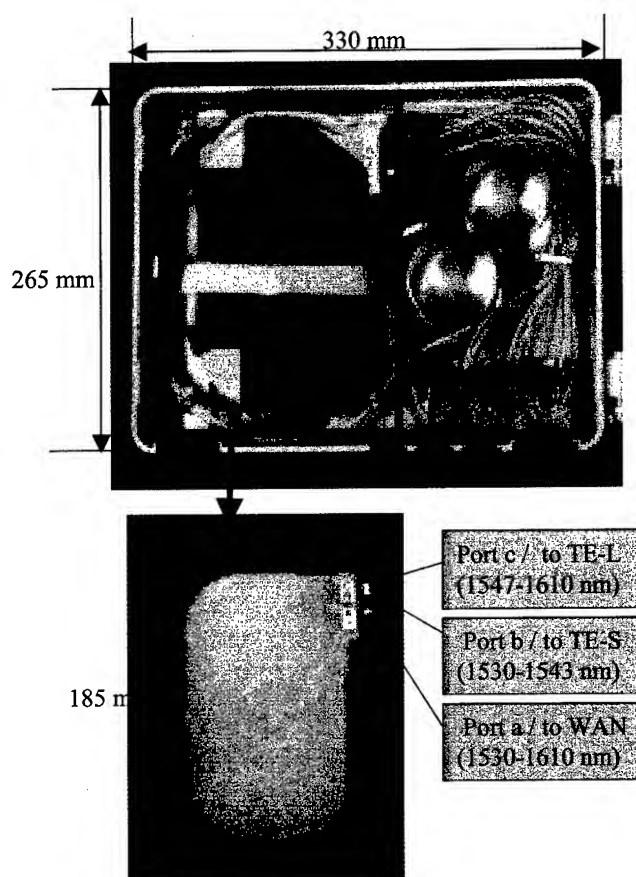 330 mm
265 mm
Port c / to TE-L
(1547-1610 nm)
Port b / to TE-S
(1530-1543 nm)
185 m
Port a / to WAN
(1530-1610 nm)